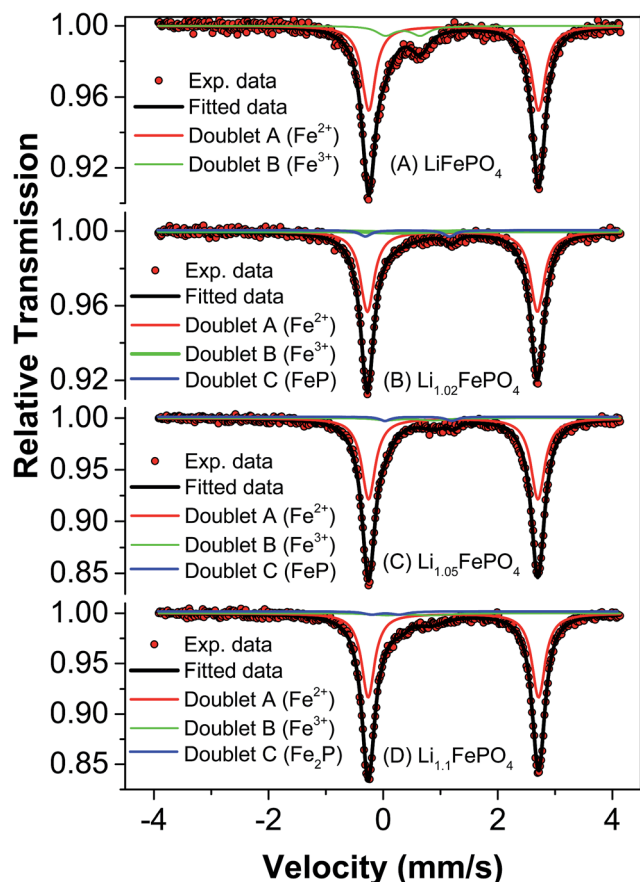 Relative Transmission
1.00
0.96
0.92
Exp. data
Fitted data
Doublet A (Fe²⁺)
Doublet B (Fe³⁺)
(A) LiFePO₄
1.00
0.96
0.92
Exp. data
Fitted data
Doublet A (Fe²⁺)
Doublet B (Fe³⁺)
Doublet C (FeP)
(B) Li₁.₀₂FePO₄
1.00
0.95
0.90
0.85
Exp. data
Fitted data
Doublet A (Fe²⁺)
Doublet B (Fe³⁺)
Doublet C (FeP)
(C) Li₁.₀₅FePO₄
1.00
0.95
0.90
0.85
Exp. data
Fitted data
Doublet A (Fe²⁺)
Doublet B (Fe³⁺)
Doublet C (Fe₂P)
(D) Li₁.₁FePO₄
-4 -2 0 2 4
Velocity (mm/s)